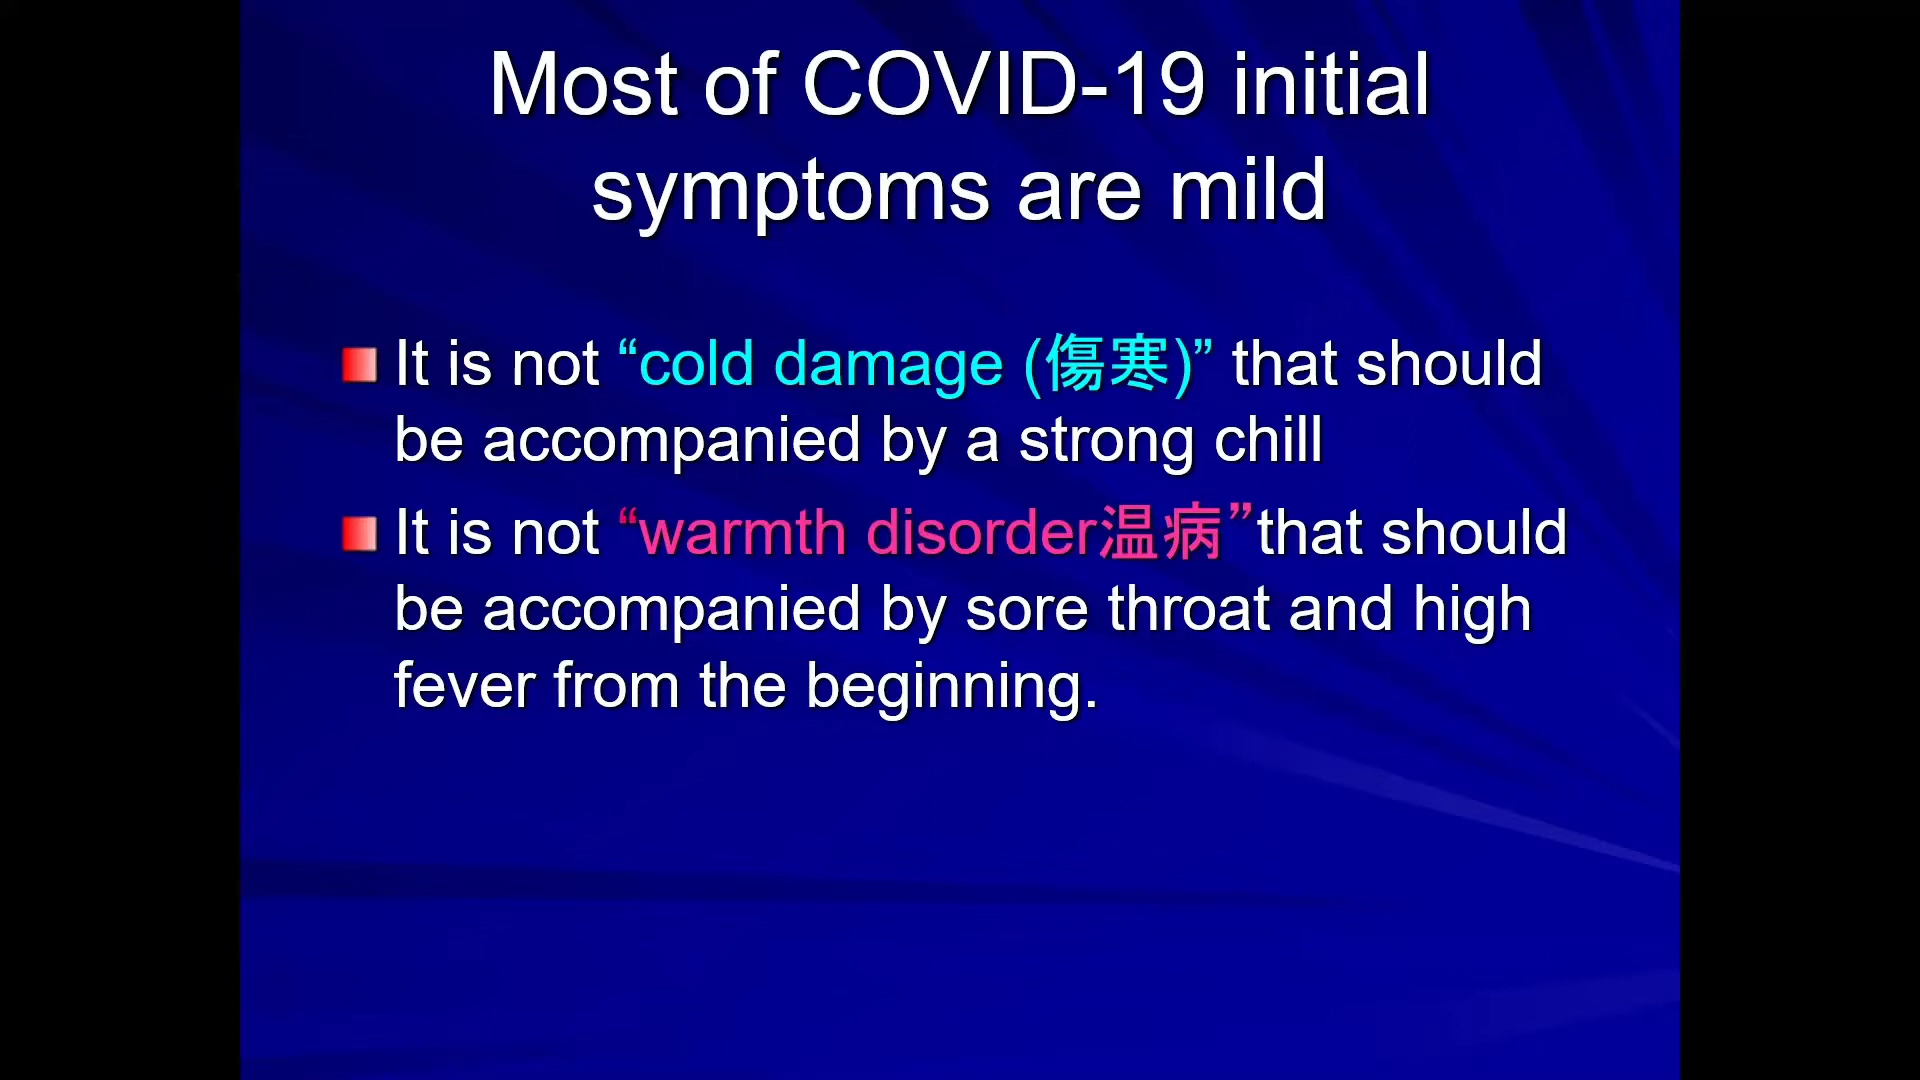 Most of COVID-19 initial
symptoms are mild
It is not “cold damage (傷寒)” that should
be accompanied by a strong chill
It is not “warmth disorder温病”that should
be accompanied by sore throat and high
fever from the beginning.